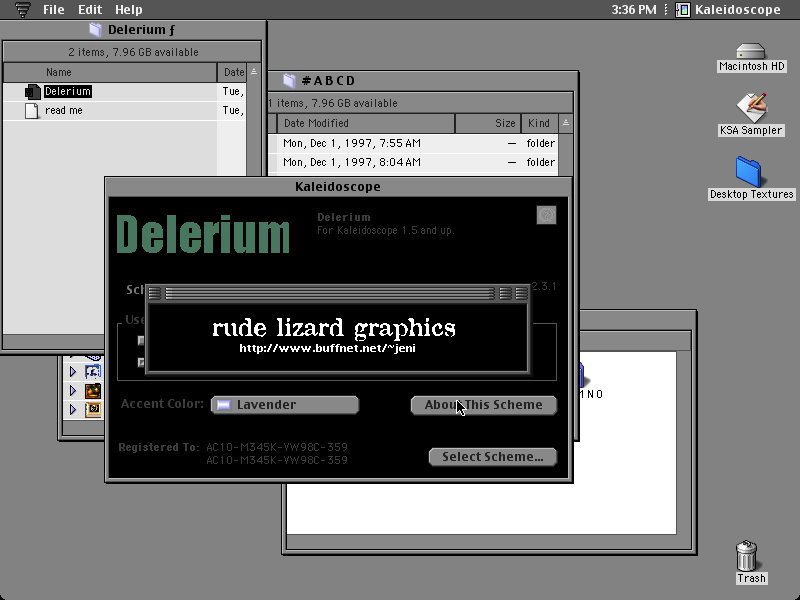 File Edit Help
3:36 PM Kaleidoscope
Delerium ƒ
2 items, 7.96 GB available
Name Date
Delerium Tue,
read me Tue,
#ABCD
1 items, 7.96 GB available
Date Modified Size Kind
Mon, Dec 1, 1997, 7:55 AM — folder
Mon, Dec 1, 1997, 8:04 AM — folder
Macintosh HD
KSA Sampler
Desktop Textures
Kaleidoscope
Delerium
Delerium
For Kaleidoscope 1.5 and up.
Sch
2.3.1
Use
rude lizard graphics
http://www.buffnet.net/~jeni
Accent Color: Lavender
About This Scheme
Registered To: AC10-M345K-YW98C-359
AC10-M345K-YW98C-359
Select Scheme...
MNO
Trash